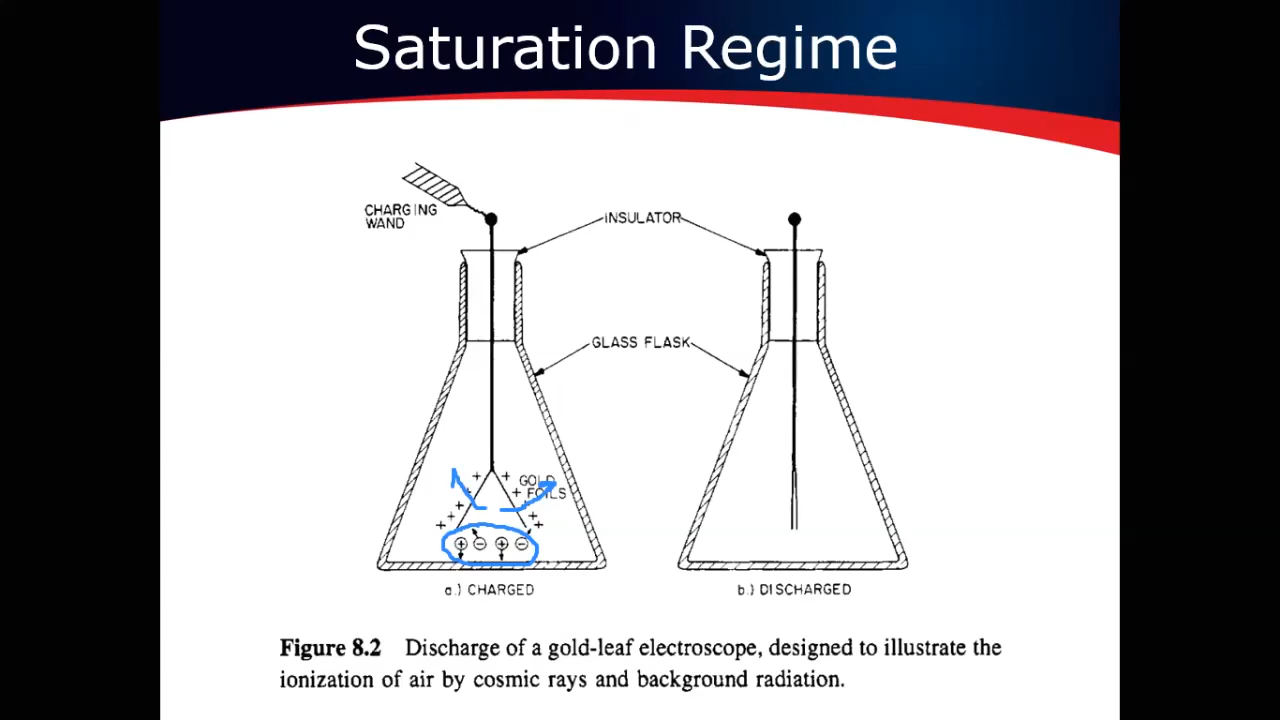 Saturation Regime
CHARGING
WAND
INSULATOR
GLASS FLASK
+ +
GOLD
+ + FOILS
+ +
+ +
+ +
+ − + −
a.) CHARGED
b.) DISCHARGED
Figure 8.2 Discharge of a gold-leaf electroscope, designed to illustrate the
ionization of air by cosmic rays and background radiation.